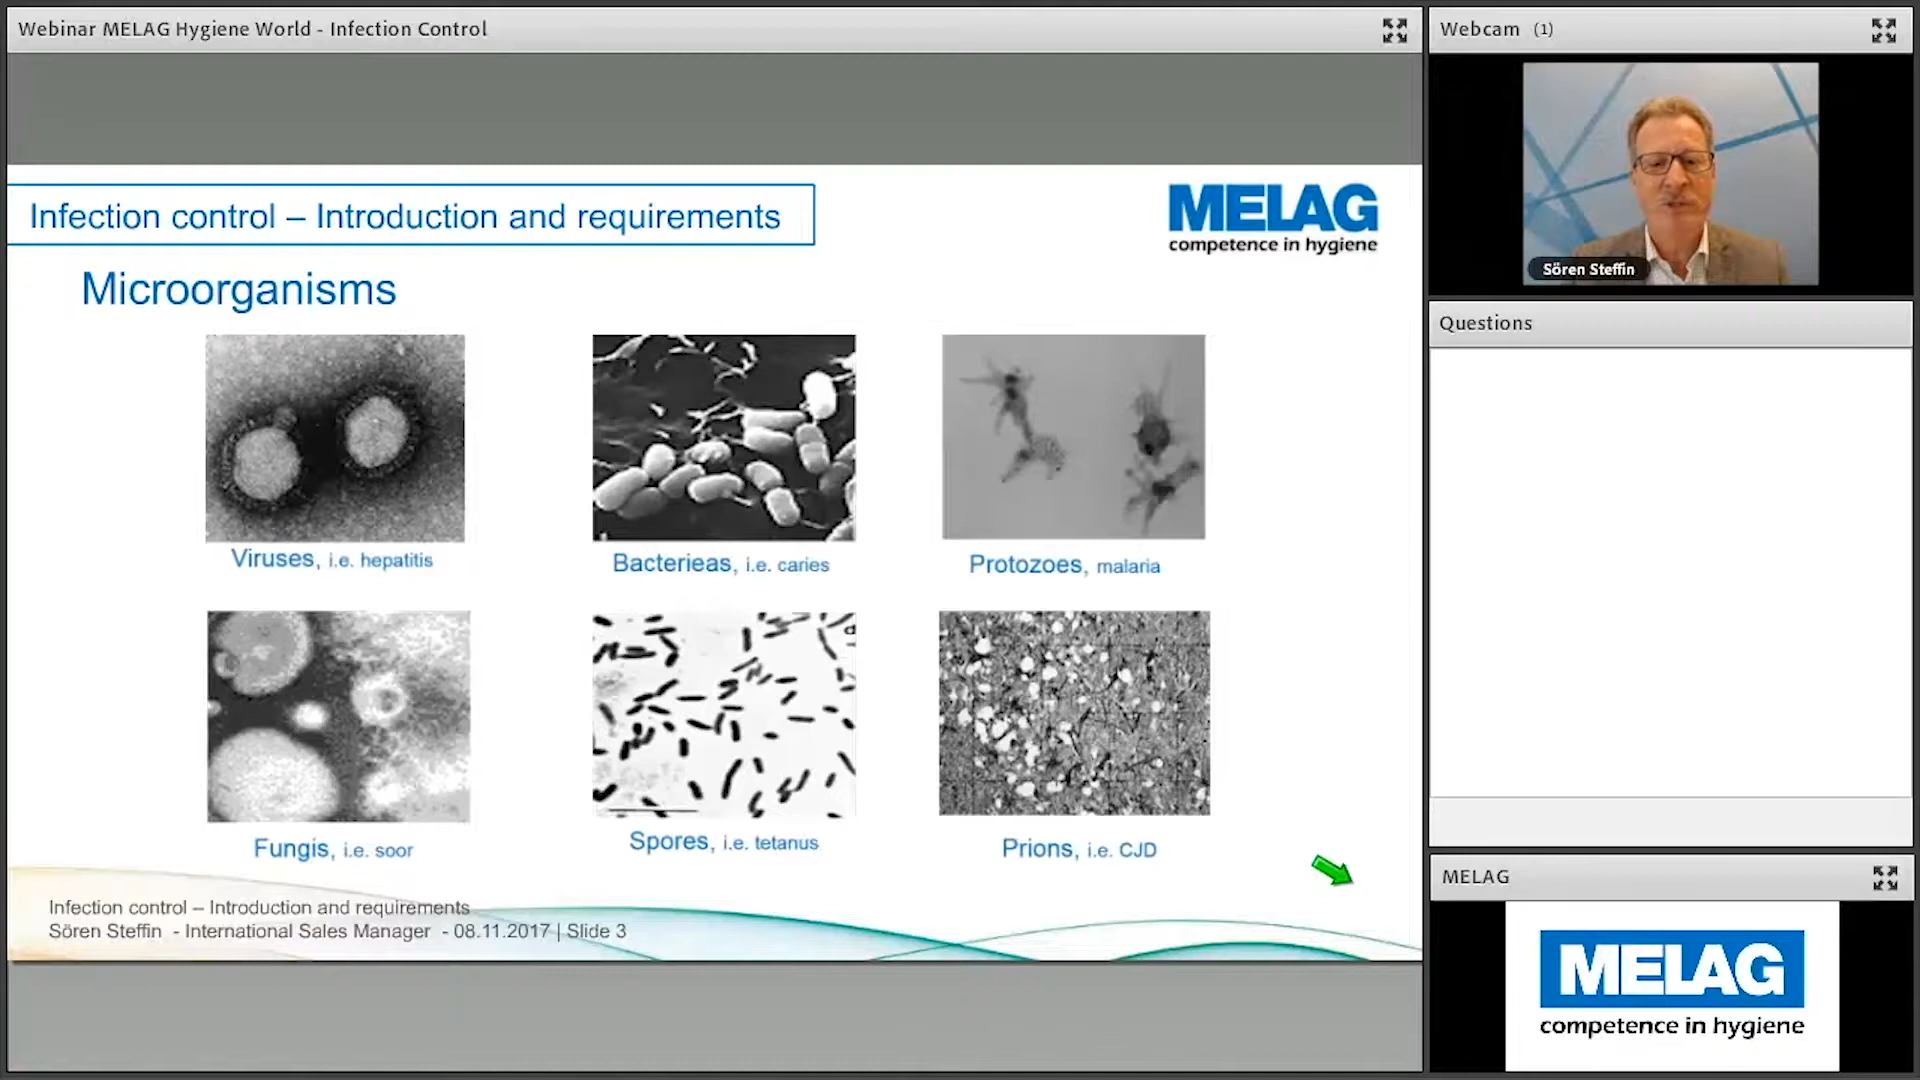 Webinar MELAG Hygiene World - Infection Control
Infection control – Introduction and requirements
MELAG
competence in hygiene
Microorganisms
Viruses, i.e. hepatitis
Bacterieas, i.e. caries
Protozoes, malaria
Fungis, i.e. soor
Spores, i.e. tetanus
Prions, i.e. CJD
Infection control – Introduction and requirements
Sören Steffin - International Sales Manager - 08.11.2017 | Slide 3
Webcam (1)
Sören Steffin
Questions
MELAG
MELAG
competence in hygiene